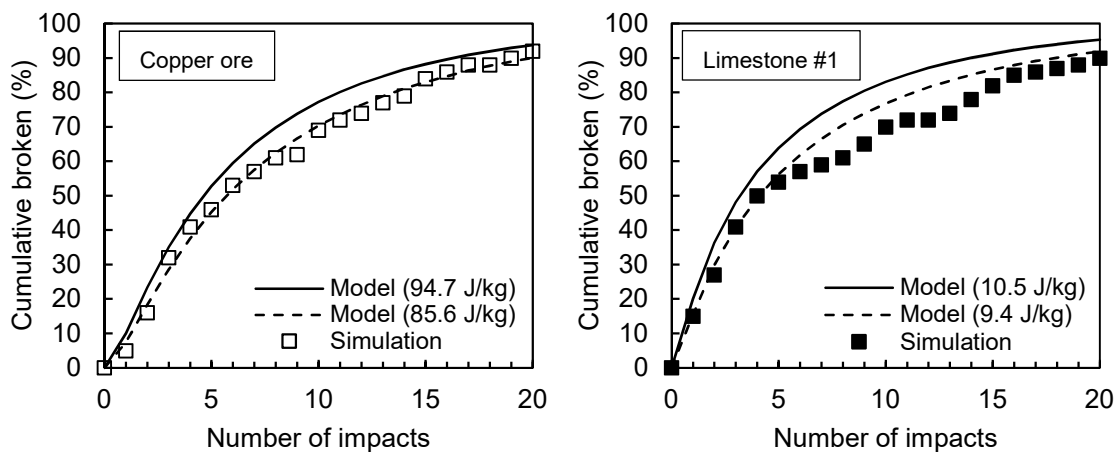 100
90
80
70
60
50
40
30
20
10
0
Cumulative broken (%)
Copper ore
Model (94.7 J/kg)
Model (85.6 J/kg)
Simulation
0 5 10 15 20
Number of impacts
100
90
80
70
60
50
40
30
20
10
0
Cumulative broken (%)
Limestone #1
Model (10.5 J/kg)
Model (9.4 J/kg)
Simulation
0 5 10 15 20
Number of impacts